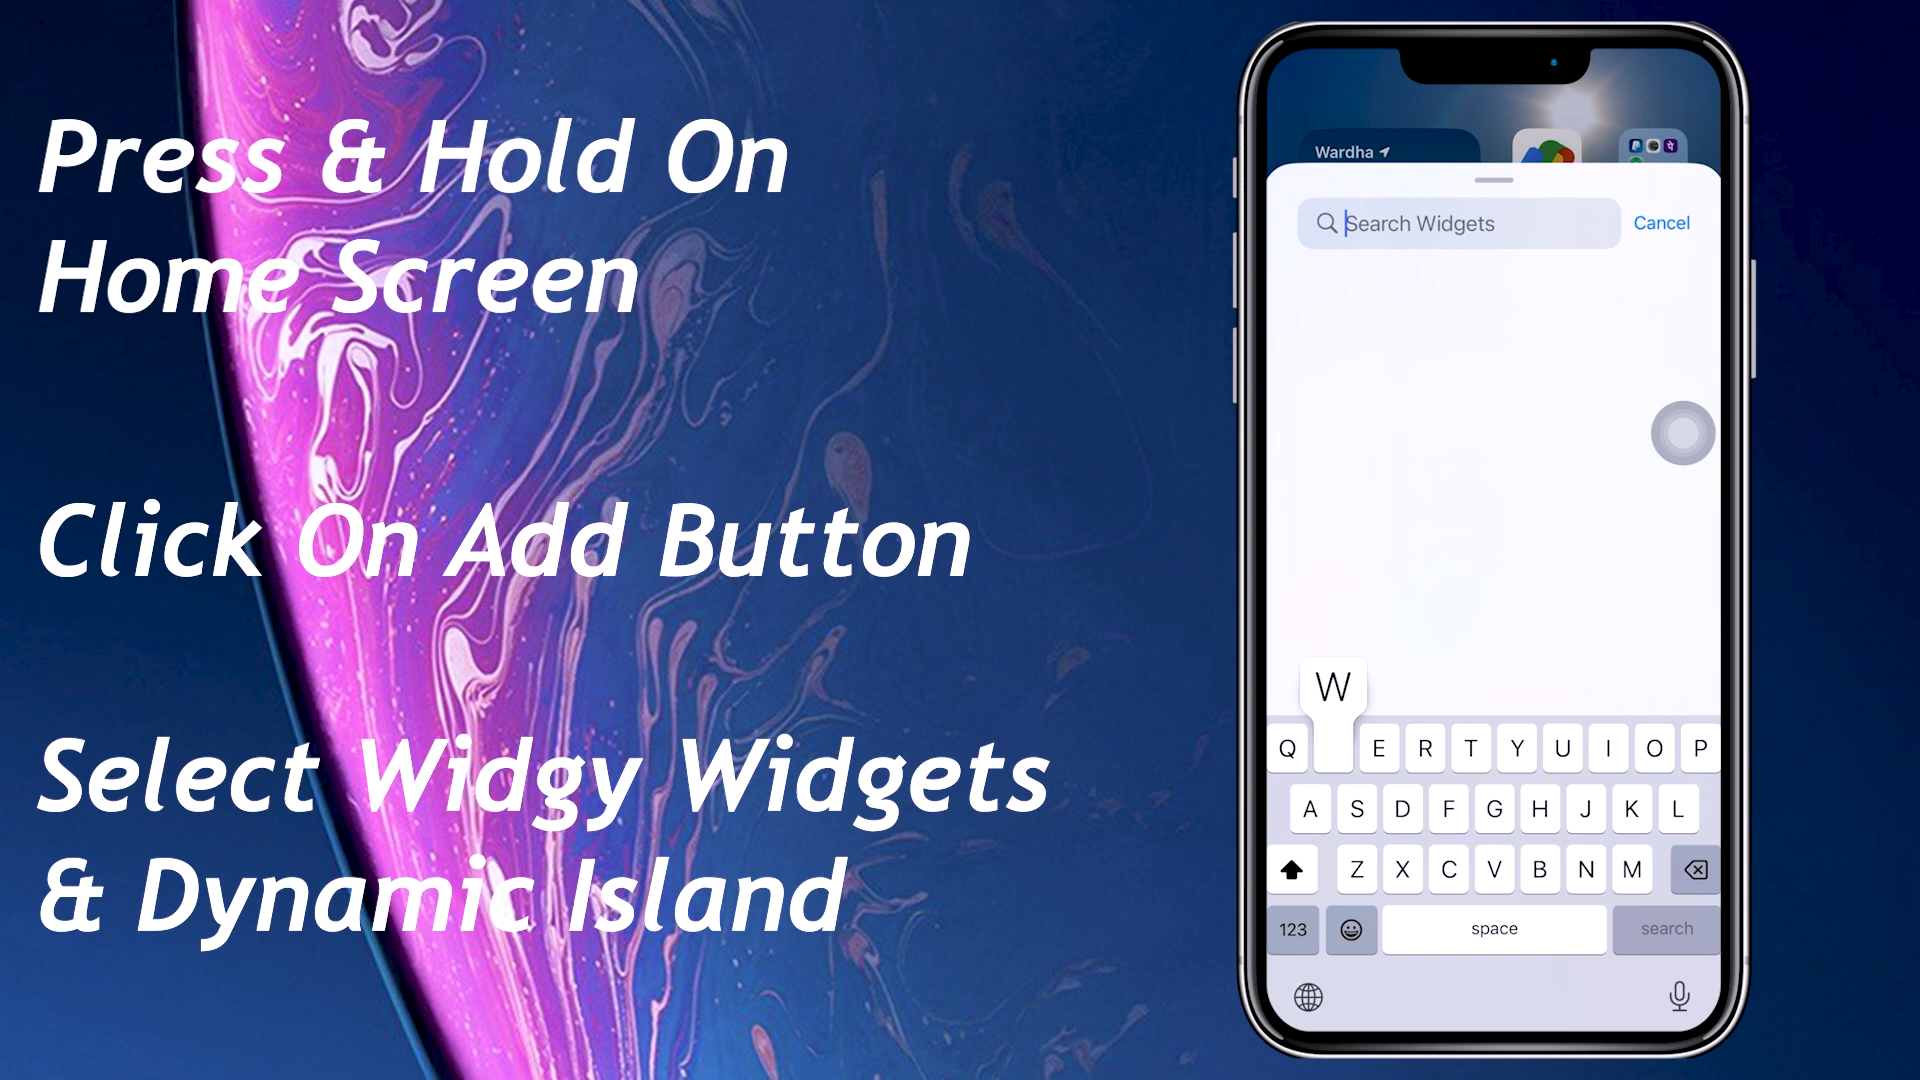 Press & Hold On
Home Screen
Click On Add Button
Select Widgy Widgets
& Dynamic Island
Wardha
Search Widgets
Cancel
W
Q E R T Y U I O P
A S D F G H J K L
Z X C V B N M
123 space search